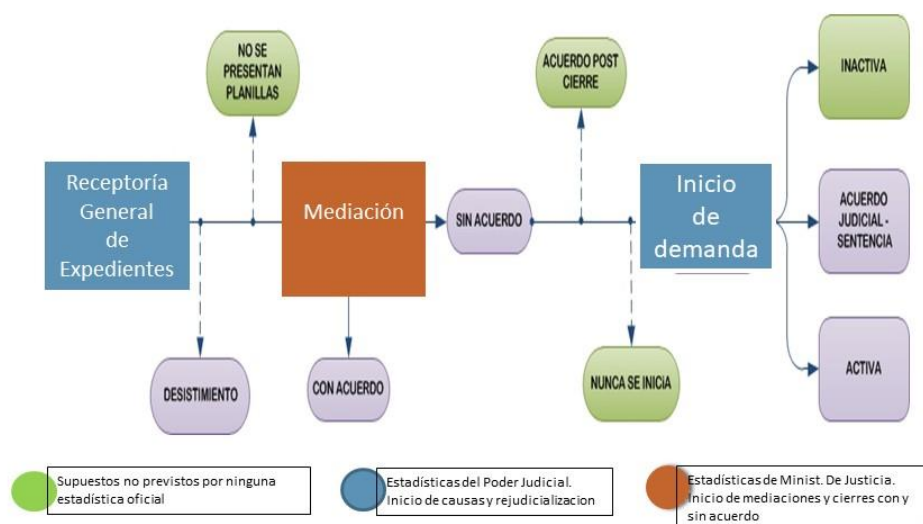 NO SE
PRESENTAN
PLANILLAS
ACUERDO POST
CIERRE
INACTIVA
Receptoría
General
de
Expedientes
Mediación
SIN ACUERDO
Inicio
de
demanda
ACUERDO
JUDICIAL -
SENTENCIA
DESISTIMIENTO
CON ACUERDO
NUNCA SE INICIA
ACTIVA
Supuestos no previstos por ninguna
estadística oficial
Estadísticas del Poder Judicial.
Inicio de causas y rejudicializacion
Estadísticas de Minist. De Justicia.
Inicio de mediaciones y cierres con y
sin acuerdo